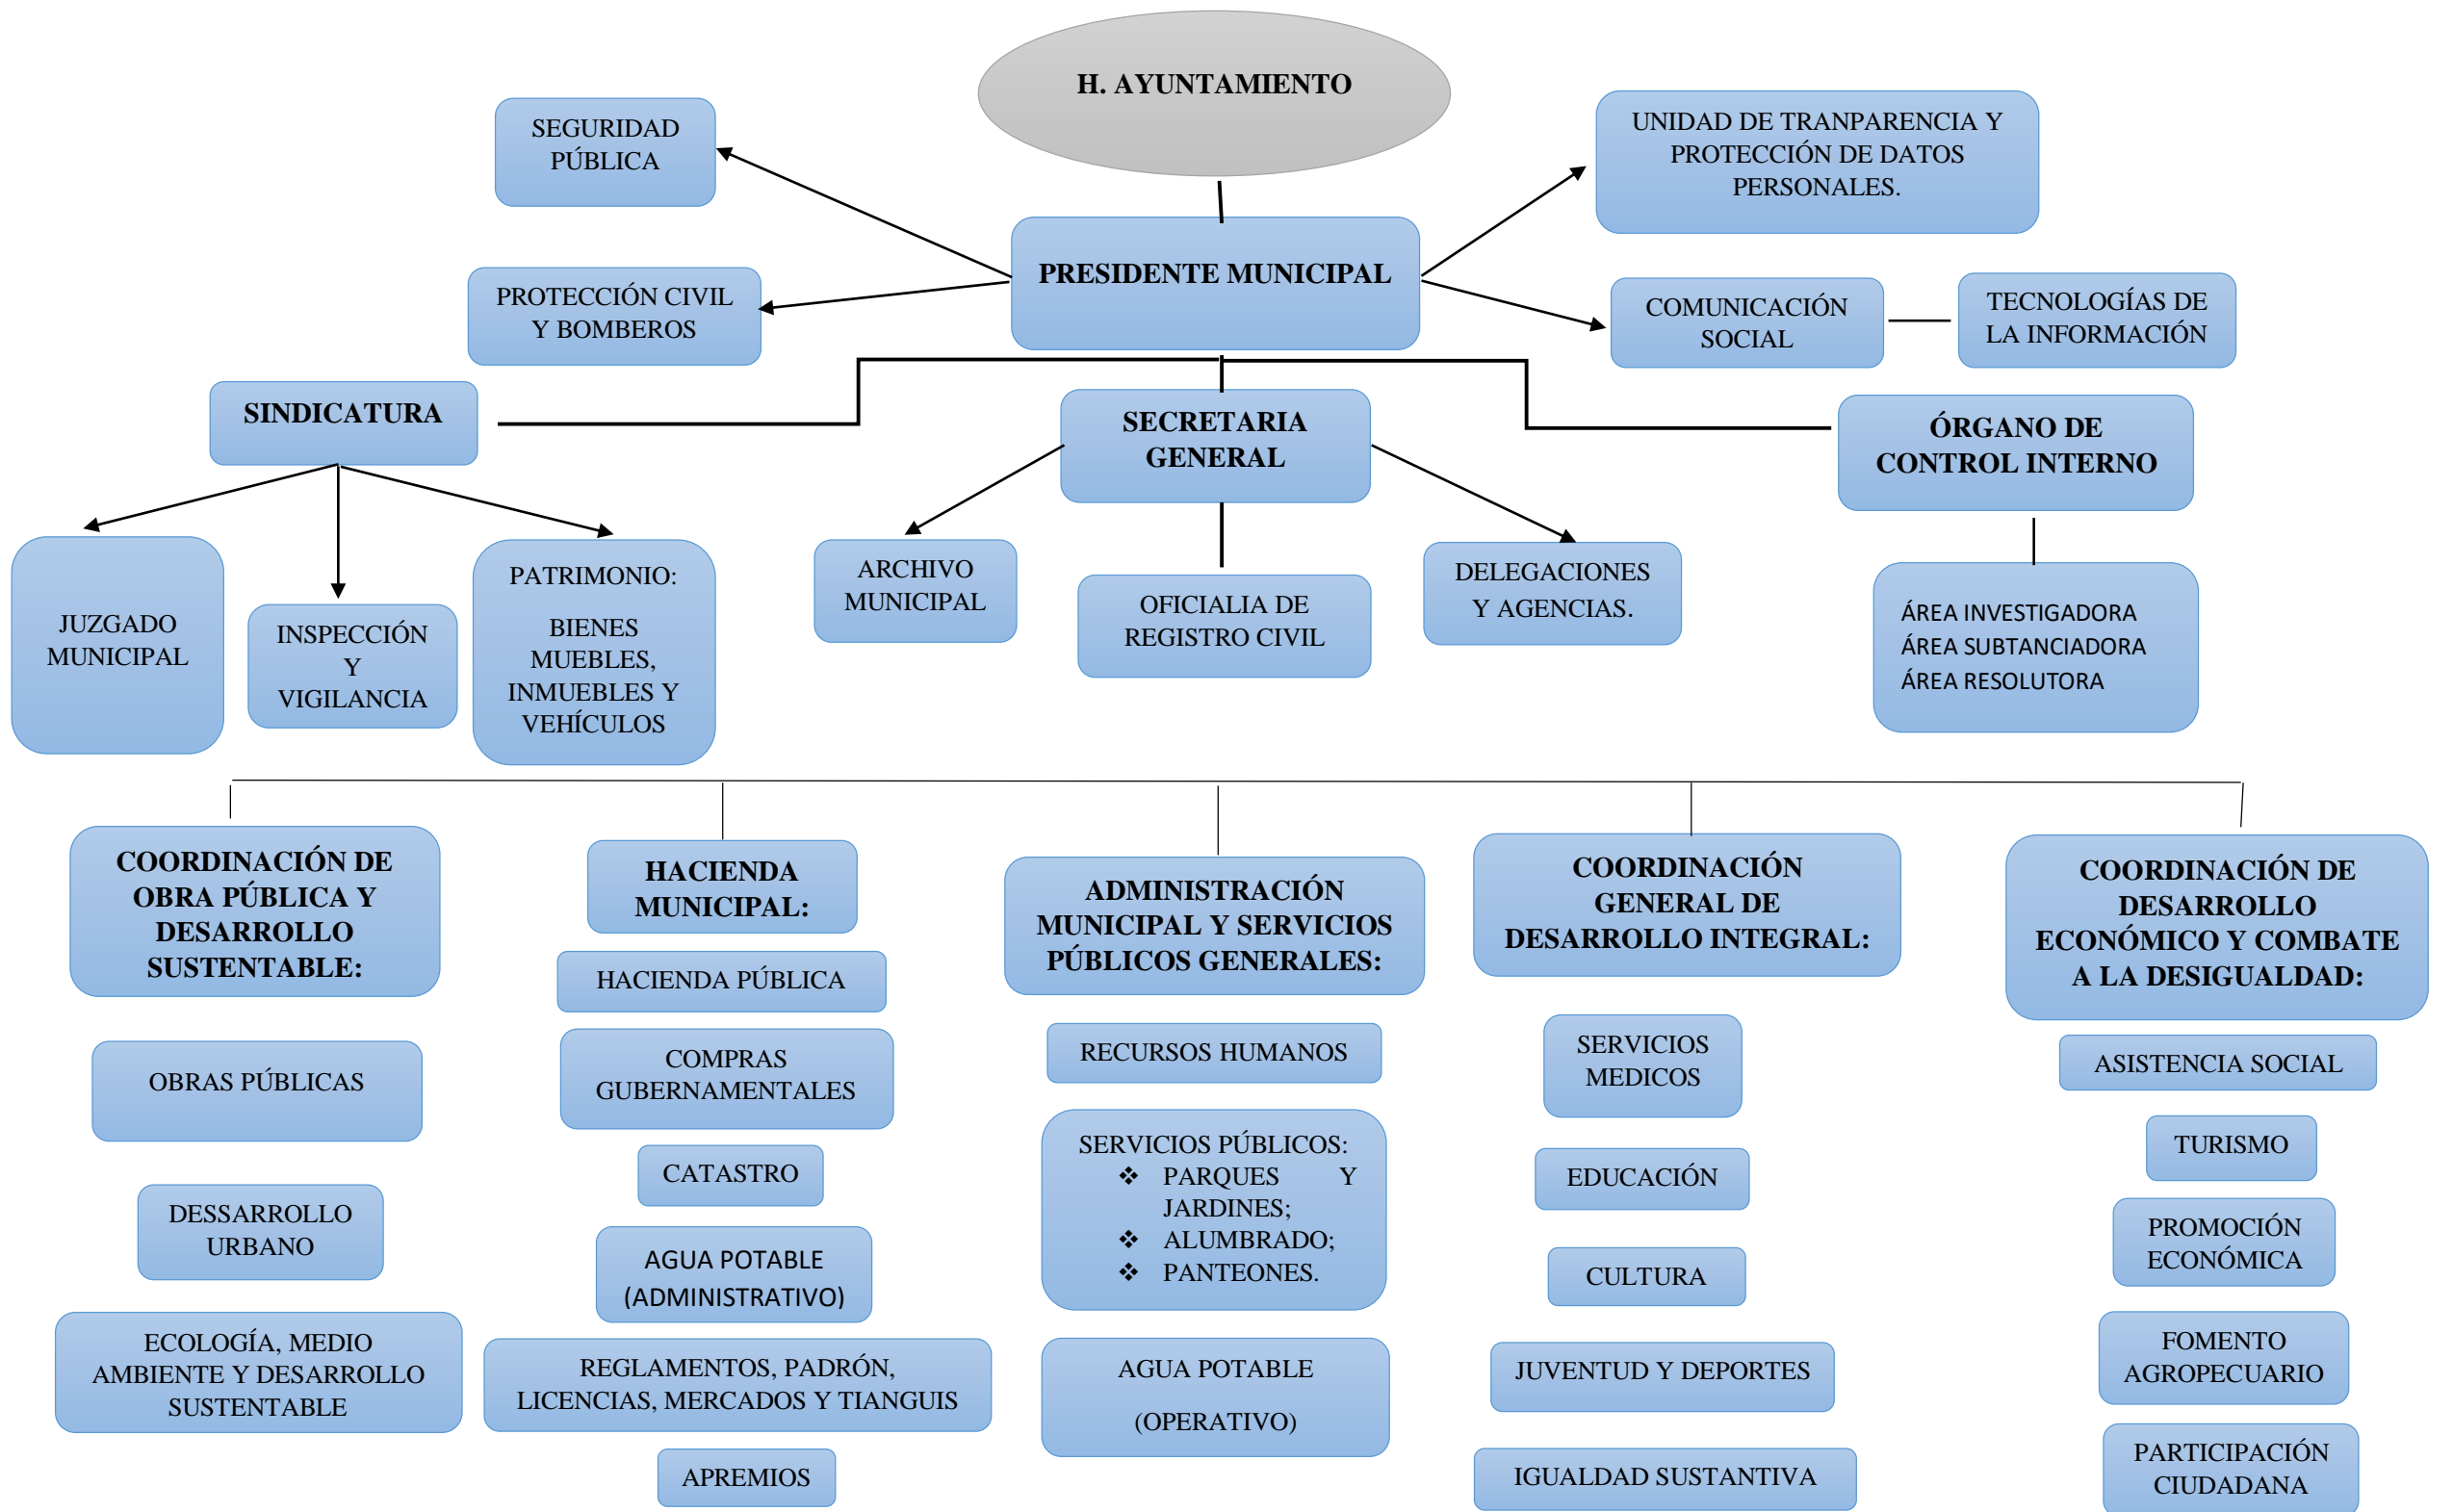 H. AYUNTAMIENTO
SEGURIDAD
PÚBLICA
UNIDAD DE TRANPARENCIA Y
PROTECCIÓN DE DATOS
PERSONALES.
PRESIDENTE MUNICIPAL
PROTECCIÓN CIVIL
Y BOMBEROS
COMUNICACIÓN
SOCIAL
TECNOLOGÍAS DE
LA INFORMACIÓN
SINDICATURA
SECRETARIA
GENERAL
ÓRGANO DE
CONTROL INTERNO
JUZGADO
MUNICIPAL
INSPECCIÓN
Y
VIGILANCIA
PATRIMONIO:
BIENES
MUEBLES,
INMUEBLES Y
VEHÍCULOS
ARCHIVO
MUNICIPAL
OFICIALIA DE
REGISTRO CIVIL
DELEGACIONES
Y AGENCIAS.
ÁREA INVESTIGADORA
ÁREA SUBTANCIADORA
ÁREA RESOLUTORA
COORDINACIÓN DE
OBRA PÚBLICA Y
DESARROLLO
SUSTENTABLE:
OBRAS PÚBLICAS
DESSARROLLO
URBANO
ECOLOGÍA, MEDIO
AMBIENTE Y DESARROLLO
SUSTENTABLE
HACIENDA
MUNICIPAL:
HACIENDA PÚBLICA
COMPRAS
GUBERNAMENTALES
CATASTRO
AGUA POTABLE
(ADMINISTRATIVO)
REGLAMENTOS, PADRÓN,
LICENCIAS, MERCADOS Y TIANGUIS
APREMIOS
ADMINISTRACIÓN
MUNICIPAL Y SERVICIOS
PÚBLICOS GENERALES:
RECURSOS HUMANOS
SERVICIOS PÚBLICOS:
❖ PARQUES Y
JARDINES;
❖ ALUMBRADO;
❖ PANTEONES.
AGUA POTABLE
(OPERATIVO)
COORDINACIÓN
GENERAL DE
DESARROLLO INTEGRAL:
SERVICIOS
MEDICOS
EDUCACIÓN
CULTURA
JUVENTUD Y DEPORTES
IGUALDAD SUSTANTIVA
COORDINACIÓN DE
DESARROLLO
ECONÓMICO Y COMBATE
A LA DESIGUALDAD:
ASISTENCIA SOCIAL
TURISMO
PROMOCIÓN
ECONÓMICA
FOMENTO
AGROPECUARIO
PARTICIPACIÓN
CIUDADANA